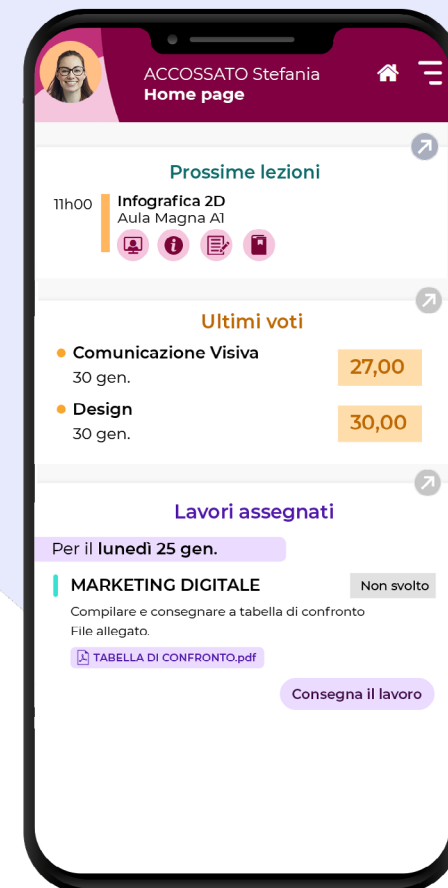 ACCOSSATO Stefania
Home page
Prossime lezioni
11h00
Infografica 2D
Aula Magna A1
Ultimi voti
Comunicazione Visiva
30 gen.
27,00
Design
30 gen.
30,00
Lavori assegnati
Per il lunedì 25 gen.
MARKETING DIGITALE
Non svolto
Compilare e consegnare a tabella di confronto
File allegato.
TABELLA DI CONFRONTO.pdf
Consegna il lavoro